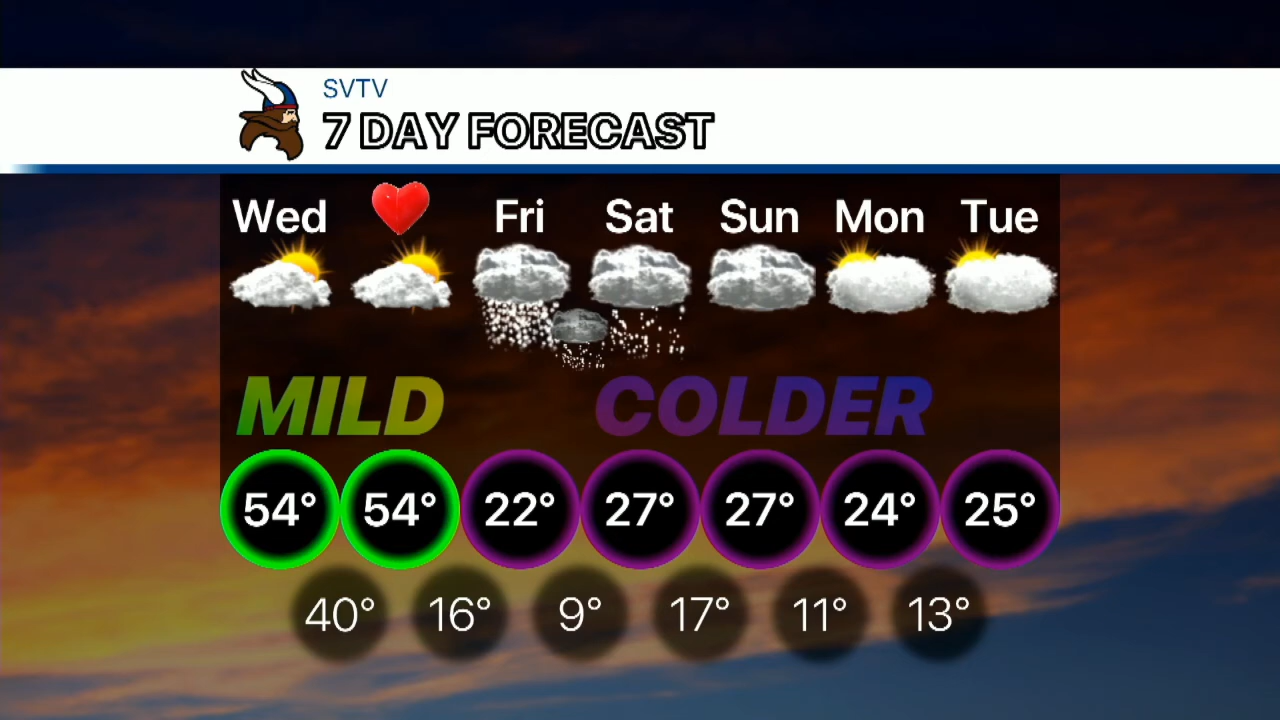 SVTV
7 DAY FORECAST
Wed Fri Sat Sun Mon Tue
MILD COLDER
54° 54° 22° 27° 27° 24° 25°
40° 16° 9° 17° 11° 13°